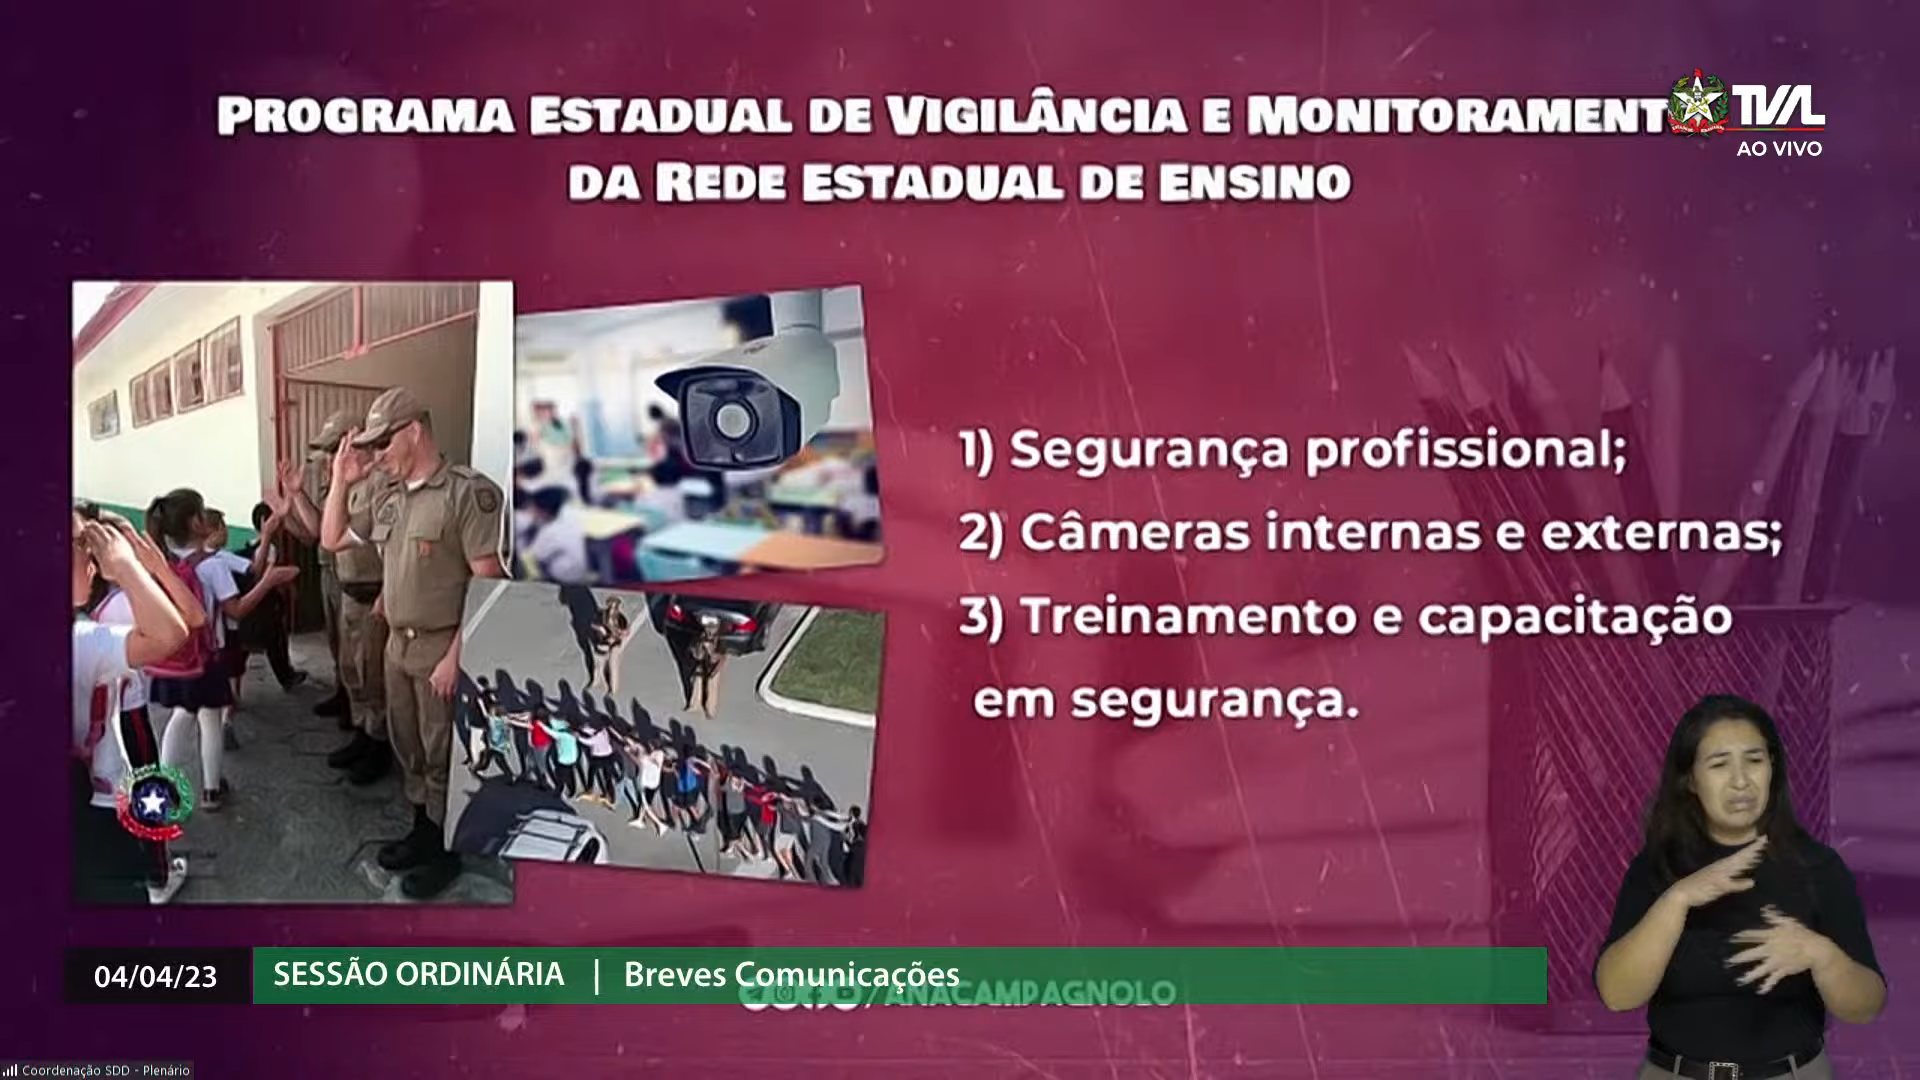 PROGRAMA ESTADUAL DE VIGILÂNCIA E MONITORAMENT
DA REDE ESTADUAL DE ENSINO
TVAL
AO VIVO
1) Segurança profissional;
2) Câmeras internas e externas;
3) Treinamento e capacitação
em segurança.
04/04/23
SESSÃO ORDINÁRIA | Breves Comunicações
/ANACAMPAGNOLO
Coordenação SDD - Plenário